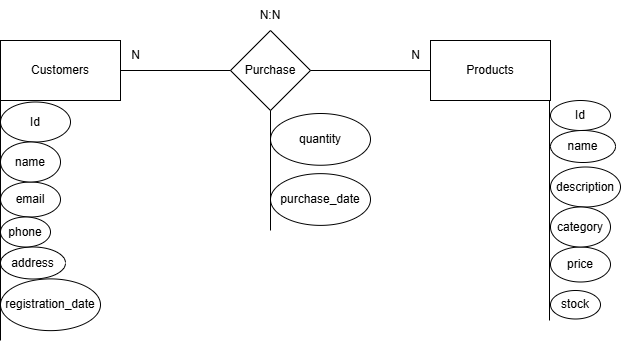 N:N
Customers
N
Purchase
N
Products
Id
name
email
phone
address
registration_date
quantity
purchase_date
Id
name
description
category
price
stock